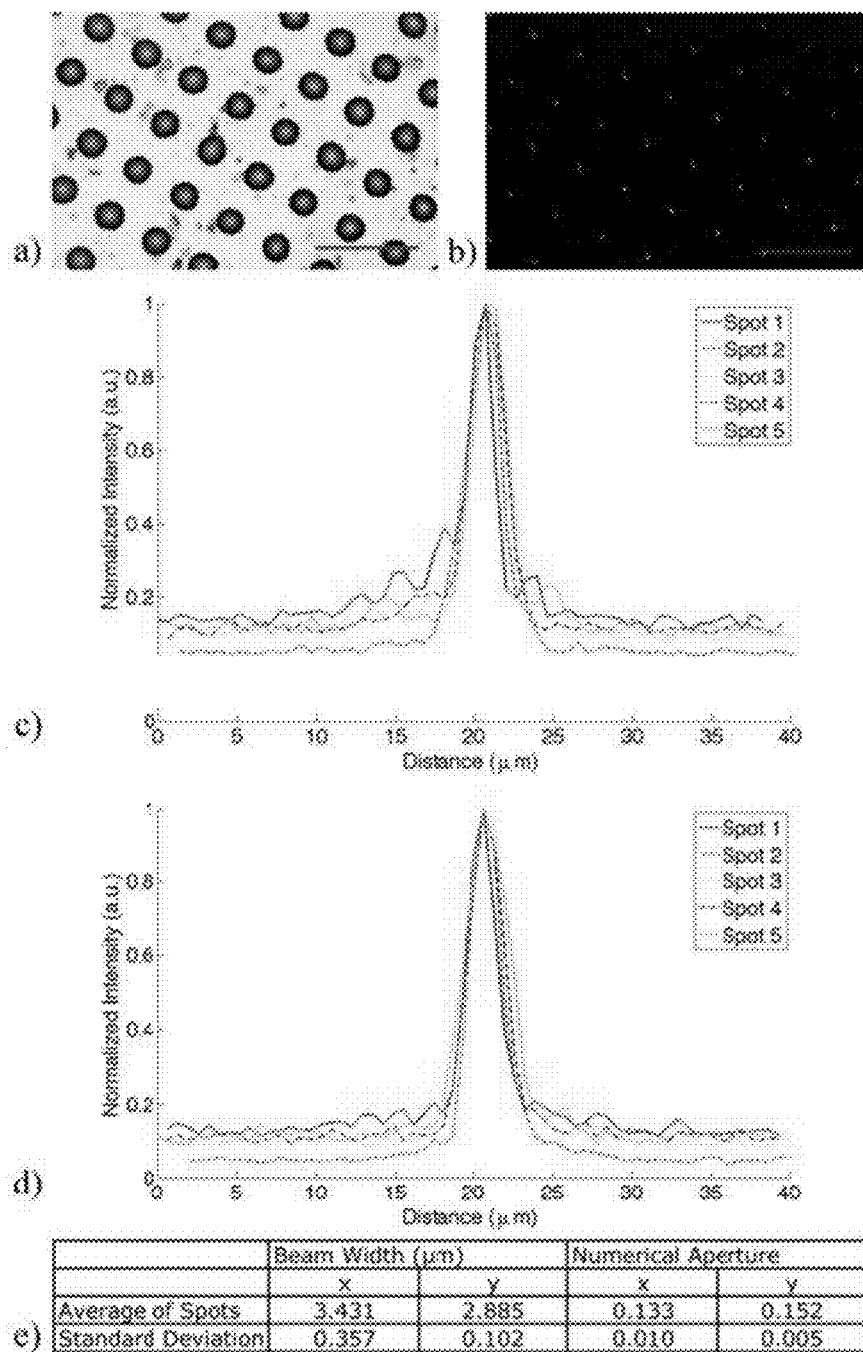 a)
b)
1
0.8
0.6
0.4
0.2
0
Normalized Intensity (a.u.)
Spot 1
Spot 2
Spot 3
Spot 4
Spot 5
0 5 10 15 20 25 30 35 40
Distance (μm)
c)
1
0.8
0.6
0.4
0.2
0
Normalized Intensity (a.u.)
Spot 1
Spot 2
Spot 3
Spot 4
Spot 5
0 5 10 15 20 25 30 35 40
Distance (μm)
d)
Beam Width (μm) Numerical Aperture
x y x y
Average of Spots 3.431 2.885 0.133 0.152
Standard Deviation 0.357 0.102 0.010 0.005
e)